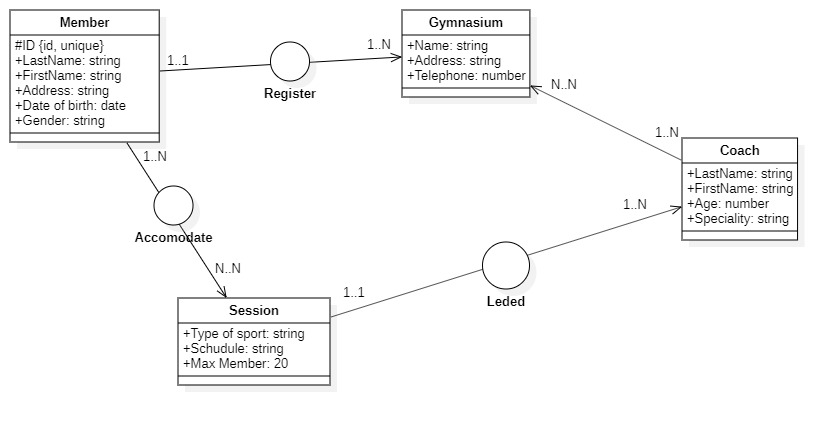 Member
#ID {id, unique}
+LastName: string
+FirstName: string
+Address: string
+Date of birth: date
+Gender: string
1..1
Register
1..N
Gymnasium
+Name: string
+Address: string
+Telephone: number
N..N
1..N
Coach
+LastName: string
+FirstName: string
+Age: number
+Speciality: string
1..N
Accomodate
N..N
Session
+Type of sport: string
+Schudule: string
+Max Member: 20
1..1
Leded
1..N